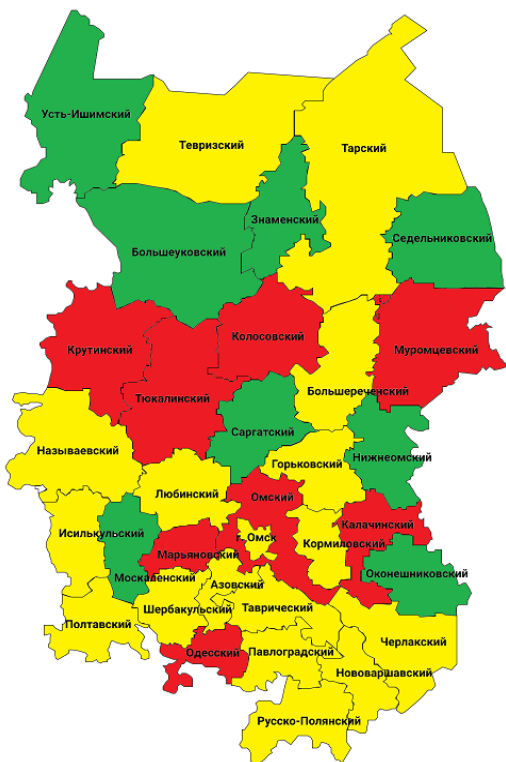 Усть-Ишимский
Тевризский
Тарский
Знаменский
Седельниковский
Большеуковский
Колосовский
Крутинский
Муромцевский
Большереченский
Тюкалинский
Саргатский
Называевский
Нижнеомский
Горьковский
Любинский
Омский
Калачинский
Исилькульский
г. Омск
Кормиловский
Марьяновский
Оконешниковский
Москаленский
Азовский
Шербакульский
Таврический
Полтавский
Черлакский
Одесский
Павлоградский
Нововаршавский
Русско-Полянский